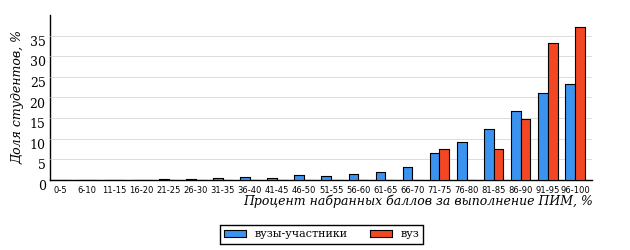 Доля студентов, %
35
30
25
20
15
10
5
0
0-5 6-10 11-15 16-20 21-25 26-30 31-35 36-40 41-45 46-50 51-55 56-60 61-65 66-70 71-75 76-80 81-85 86-90 91-95 96-100
Процент набранных баллов за выполнение ПИМ, %
вузы-участники вуз